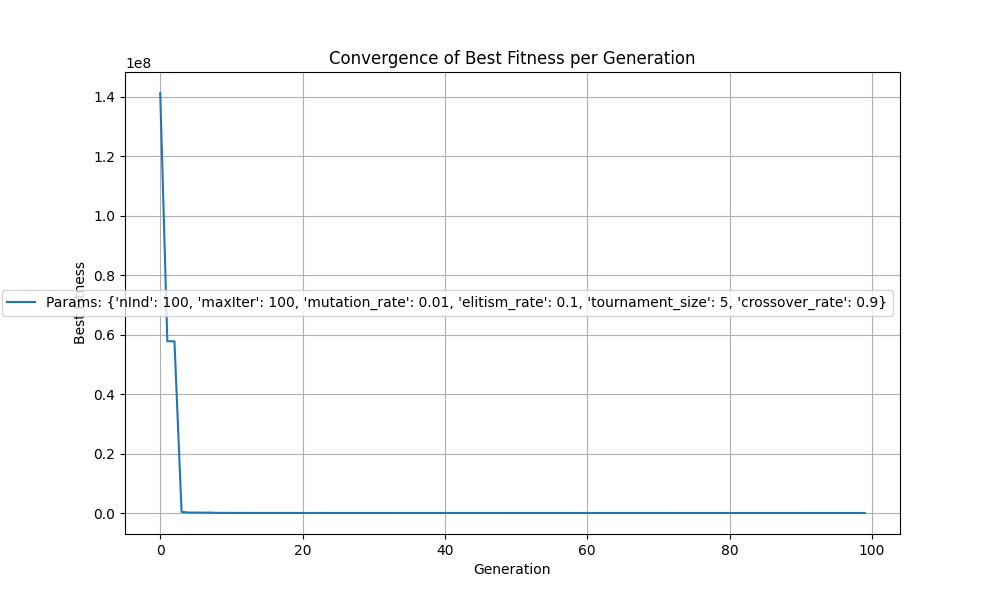 Convergence of Best Fitness per Generation
1e8
1.4
1.2
1.0
0.8
0.6
0.4
0.2
0.0
Best ness
Params: {'nInd': 100, 'maxIter': 100, 'mutation_rate': 0.01, 'elitism_rate': 0.1, 'tournament_size': 5, 'crossover_rate': 0.9}
0 20 40 60 80 100
Generation